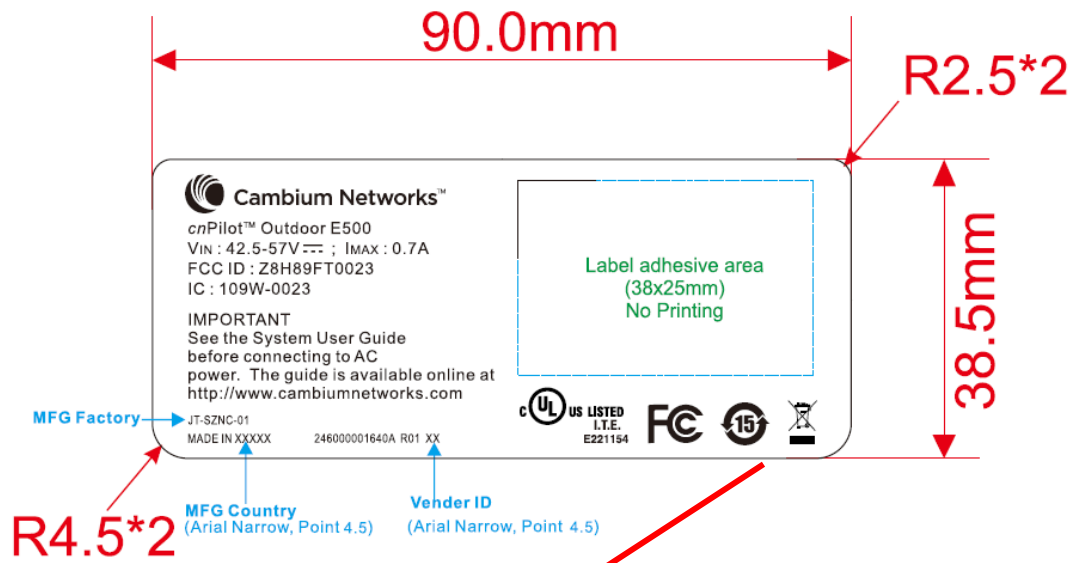 90.0mm
R2.5*2
Cambium Networks™
cnPilot™ Outdoor E500
VIN : 42.5-57V ; IMAX : 0.7A
FCC ID : Z8H89FT0023
IC : 109W-0023
IMPORTANT
See the System User Guide
before connecting to AC
power. The guide is available online at
http://www.cambiumnetworks.com
Label adhesive area
(38x25mm)
No Printing
38.5mm
MFG Factory
JT-SZNC-01
MADE IN XXXXX 246000001640A R01 XX
C UL US LISTED
I.T.E.
E221154
FC
15
MFG Country
(Arial Narrow, Point 4.5)
Vender ID
(Arial Narrow, Point 4.5)
R4.5*2